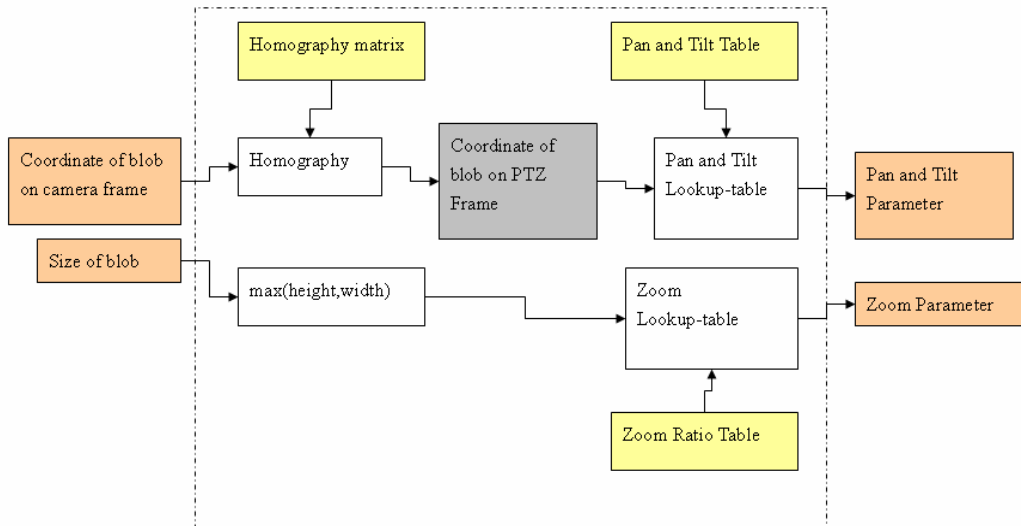 Homography matrix
Pan and Tilt Table
Coordinate of blob
on camera frame
Homography
Coordinate of
blob on PTZ
Frame
Pan and Tilt
Lookup-table
Pan and Tilt
Parameter
Size of blob
max(height,width)
Zoom
Lookup-table
Zoom Parameter
Zoom Ratio Table